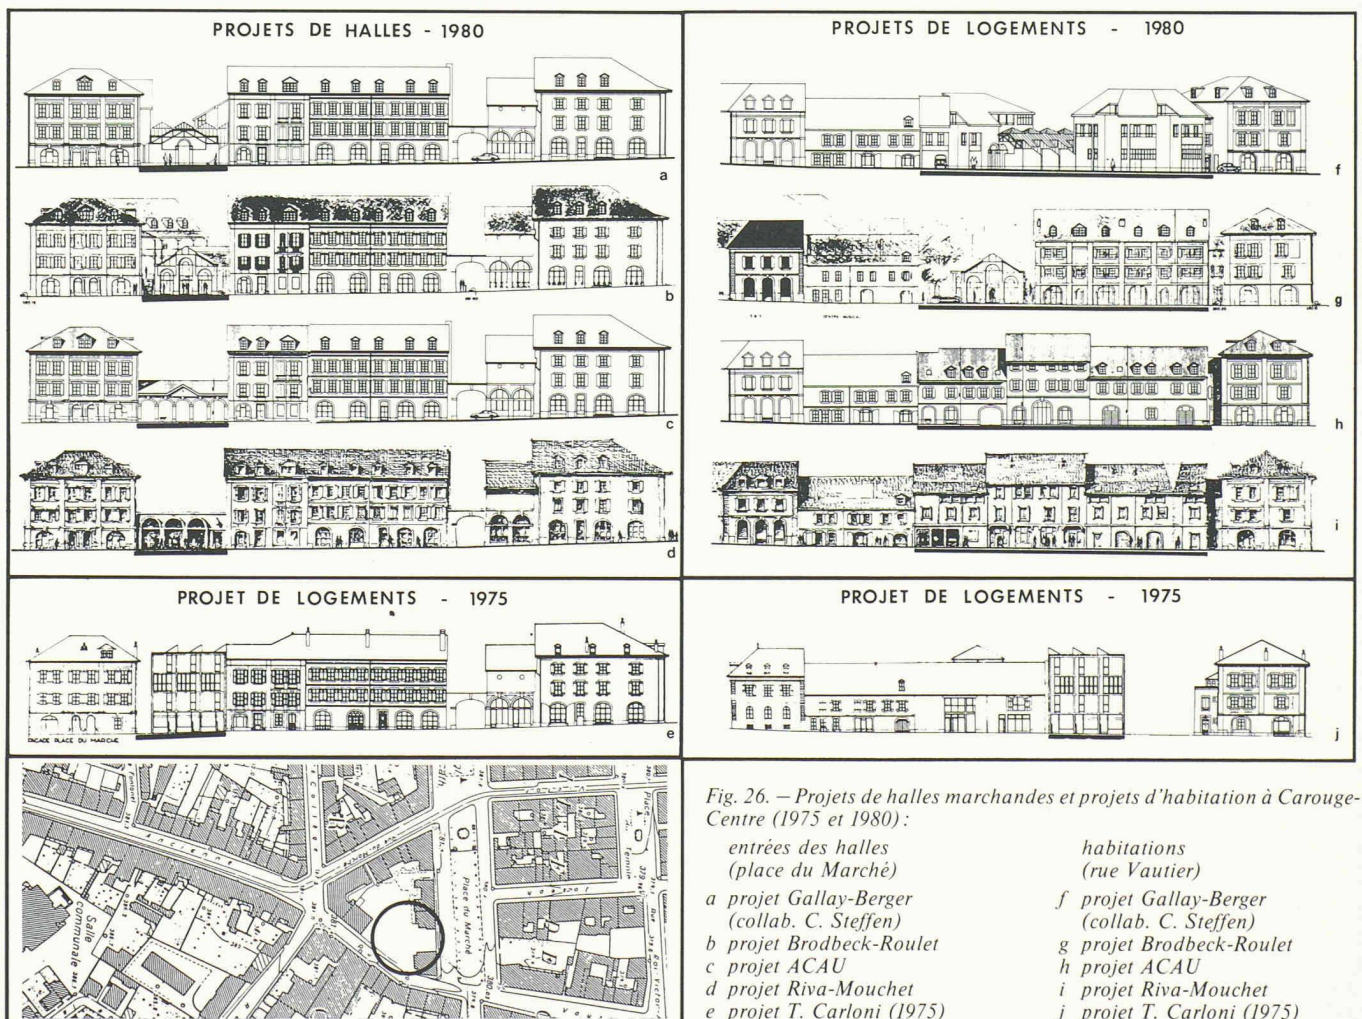 PROJETS DE HALLES - 1980
a
b
c
d
PROJETS DE LOGEMENTS - 1980
f
g
h
i
PROJET DE LOGEMENTS - 1975
FACADE PLACE DU MARCHE
e
PROJET DE LOGEMENTS - 1975
j
Salle communale
Place du Marché
Fig. 26. — Projets de halles marchandes et projets d'habitation à Carouge-
Centre (1975 et 1980) :
entrées des halles
(place du Marché)
a projet Gallay-Berger
(collab. C. Steffen)
b projet Brodbeck-Roulet
c projet ACAU
d projet Riva-Mouchet
e projet T. Carloni (1975)
habitations
(rue Vautier)
f projet Gallay-Berger
(collab. C. Steffen)
g projet Brodbeck-Roulet
h projet ACAU
i projet Riva-Mouchet
j projet T. Carloni (1975)